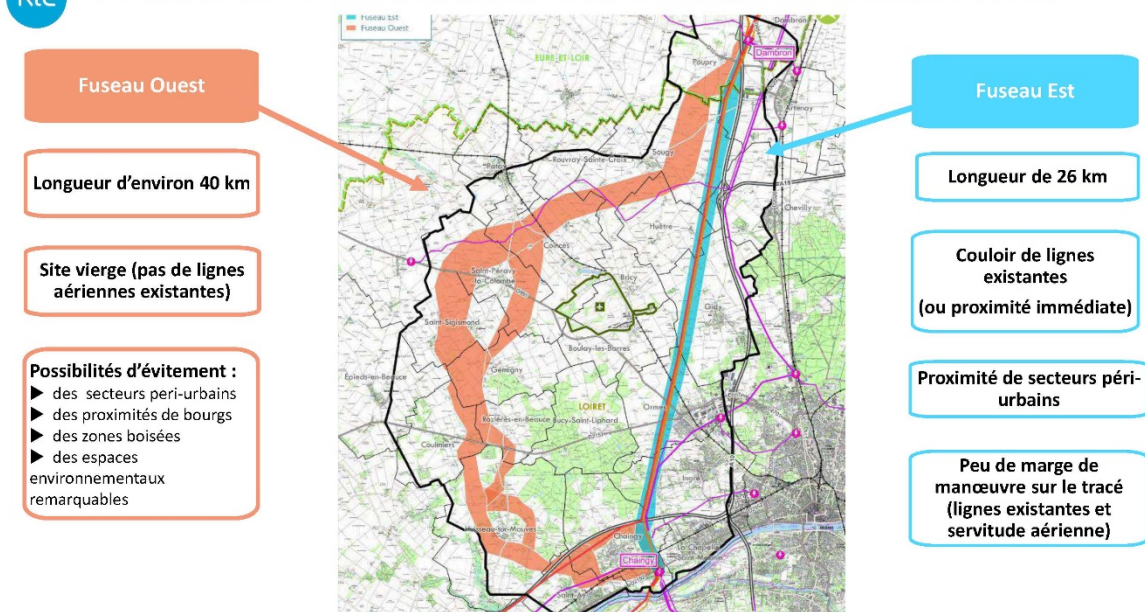 Rte
Fuseau Est
Fuseau Ouest
Fuseau Ouest
Longueur d'environ 40 km
Site vierge (pas de lignes
aériennes existantes)
Possibilités d'évitement :
▶ des secteurs peri-urbains
▶ des proximités de bourgs
▶ des zones boisées
▶ des espaces
environnementaux
remarquables
Dambron
EURE-ET-LOIR
Poupry
Dambron
Artenay
Sougy
Rouvray-Sainte-Croix
Patay
Chevilly
Huêtre
Coinces
Saint-Péravy
la-Colombe
Bricy
Gidy
Saint-Sigismond
Boulay-les-Barres
Gémigny
Épieds-en-Beauce
LOIRET
Ormes
Rozières-en-Beauce
Bucy-Saint-Liphard
Coulmiers
Ingré
Huisseau-sur-Mauves
Chaingy
La Chapelle
Chaingy
Fuseau Est
Longueur de 26 km
Couloir de lignes
existantes
(ou proximité immédiate)
Proximité de secteurs péri-
urbains
Peu de marge de
manœuvre sur le tracé
(lignes existantes et
servitude aérienne)